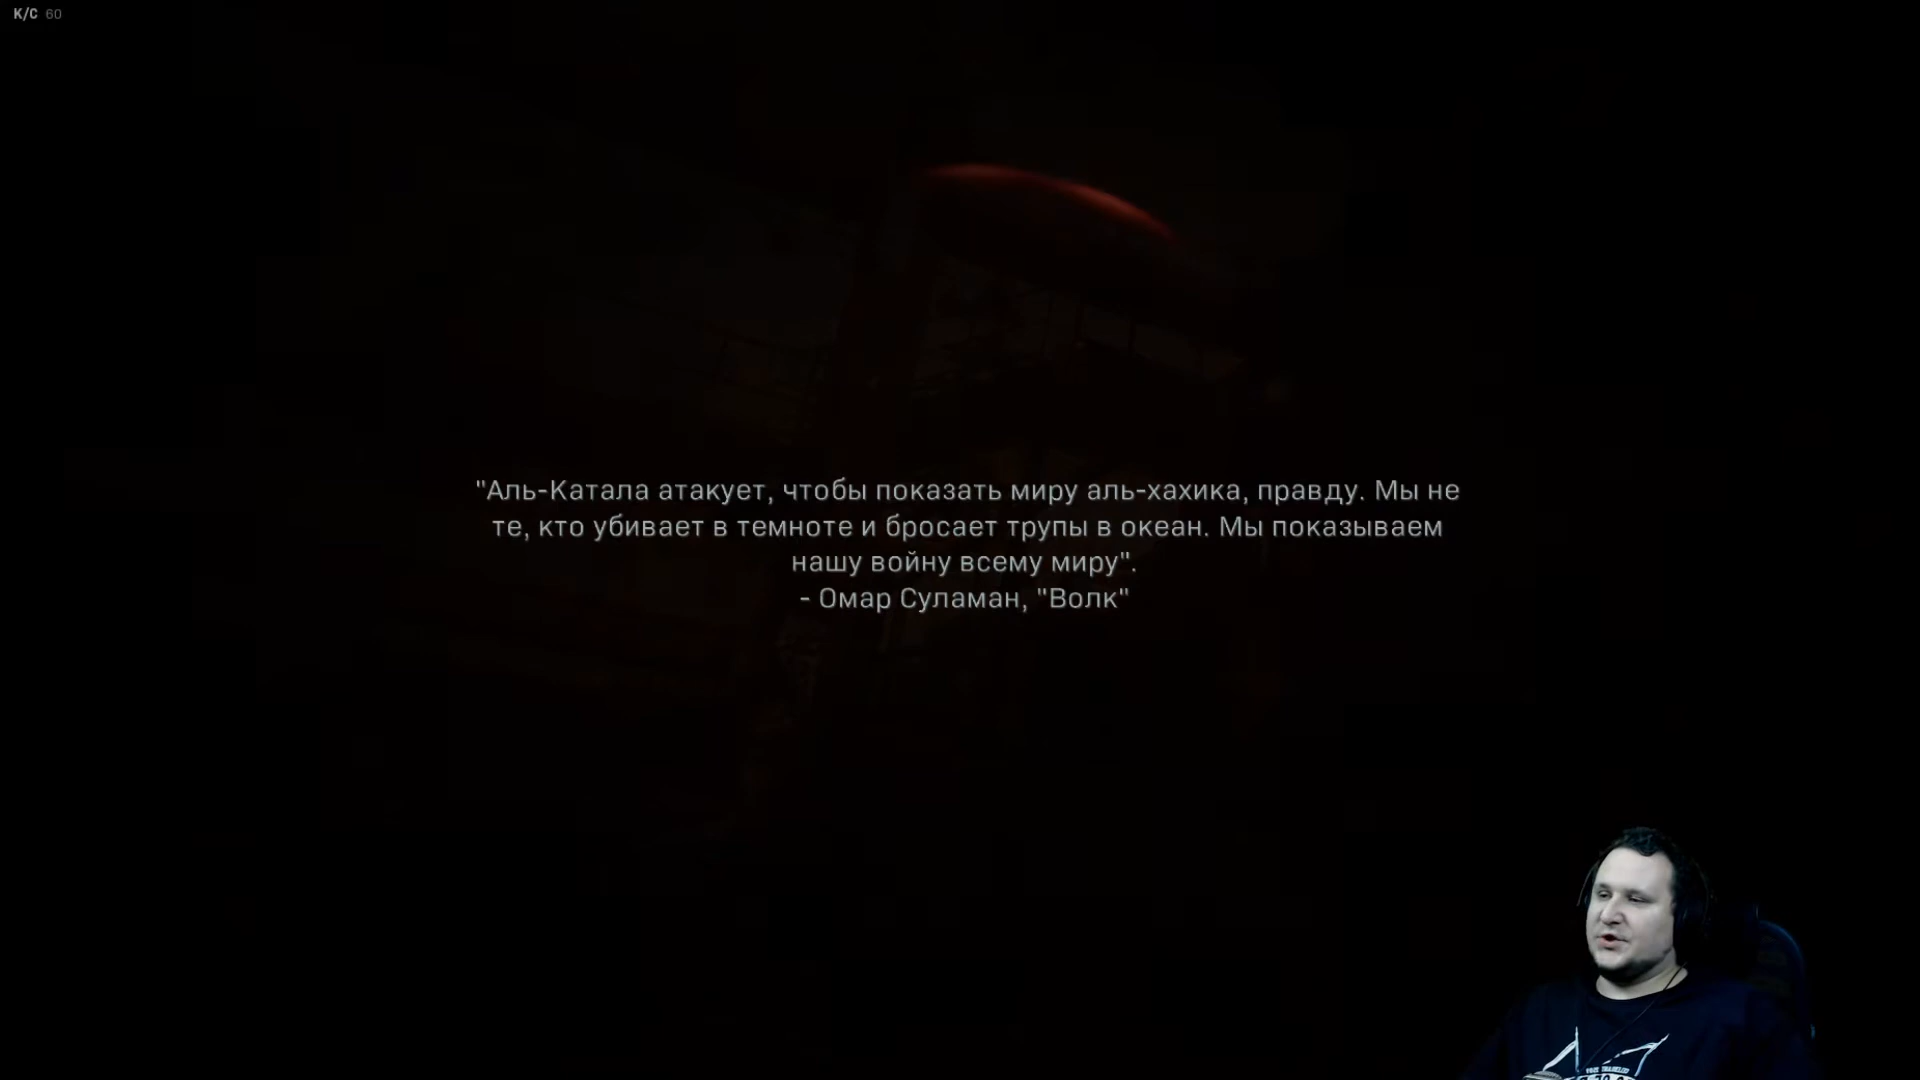 K/C 60
"Аль-Катала атакует, чтобы показать миру аль-хахика, правду. Мы не
те, кто убивает в темноте и бросает трупы в океан. Мы показываем
нашу войну всему миру".
- Омар Суламан, "Волк"